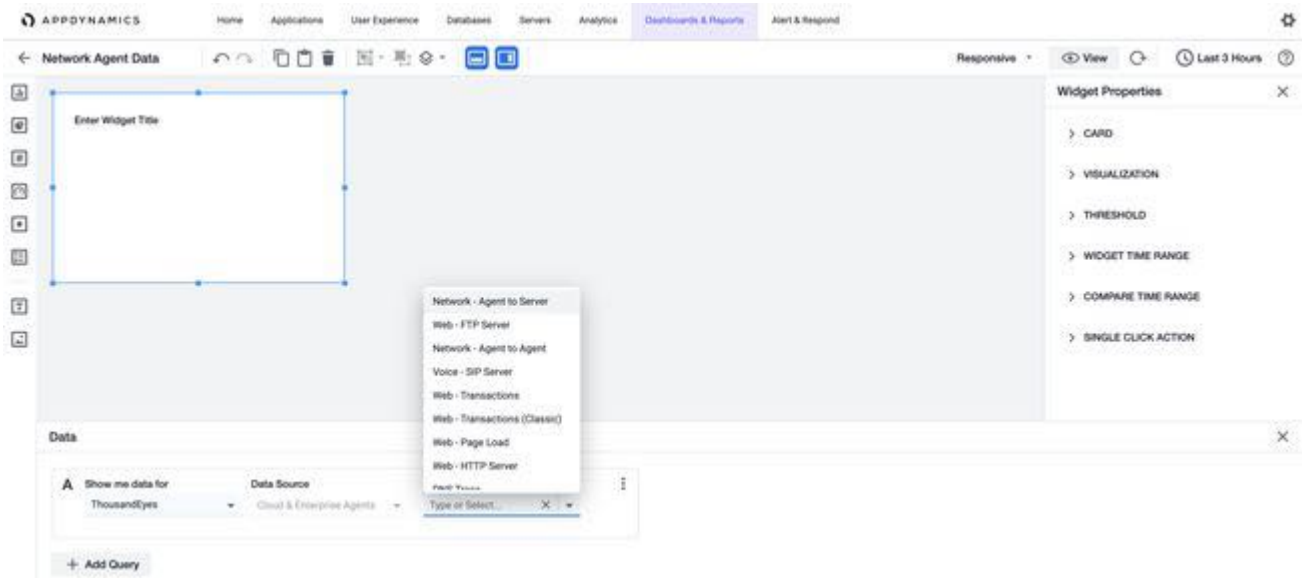 APPDYNAMICS Home Applications User Experience Databases Servers Analytics Dashboards & Reports Alert & Respond
Network Agent Data Responsive View Last 3 Hours
Widget Properties
Enter Widget Title
CARD
VISUALIZATION
THRESHOLD
WIDGET TIME RANGE
COMPARE TIME RANGE
SINGLE CLICK ACTION
Network - Agent to Server
Web - FTP Server
Network - Agent to Agent
Voice - SIP Server
Web - Transactions
Web - Transactions (Classic)
Web - Page Load
Web - HTTP Server
DNS Trace
Data
A Show me data for Data Source
ThousandEyes Cloud & Enterprise Agents Type or Select...
+ Add Query